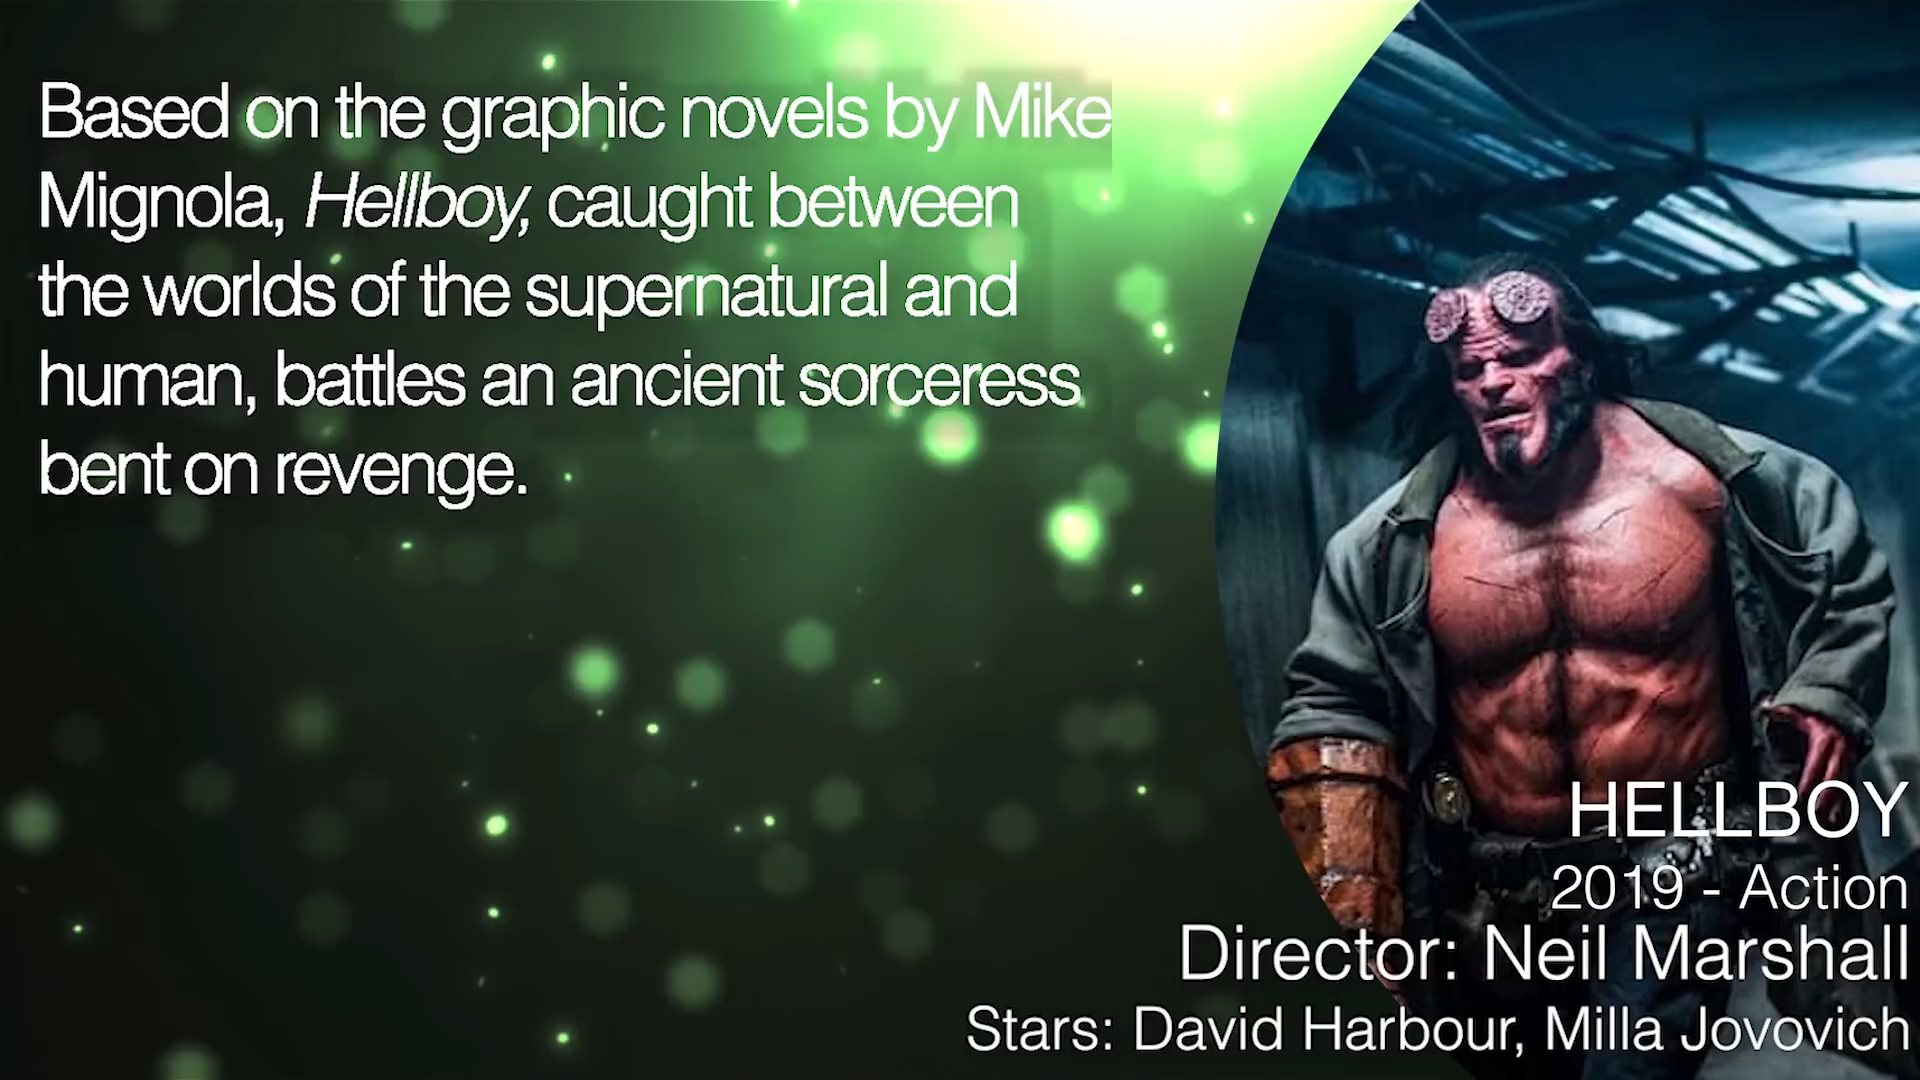 Based on the graphic novels by Mike
Mignola, Hellboy, caught between
the worlds of the supernatural and
human, battles an ancient sorceress
bent on revenge.
HELLBOY
2019 - Action
Director: Neil Marshall
Stars: David Harbour, Milla Jovovich